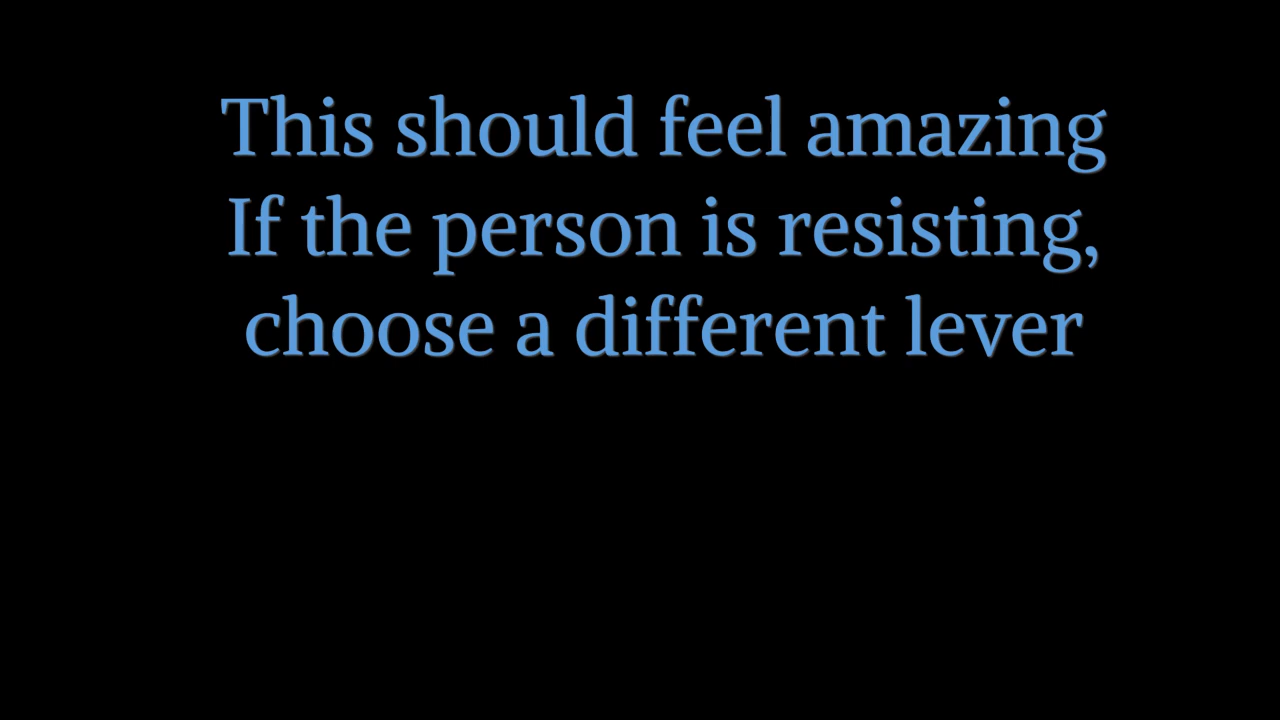 This should feel amazing
If the person is resisting,
choose a different lever